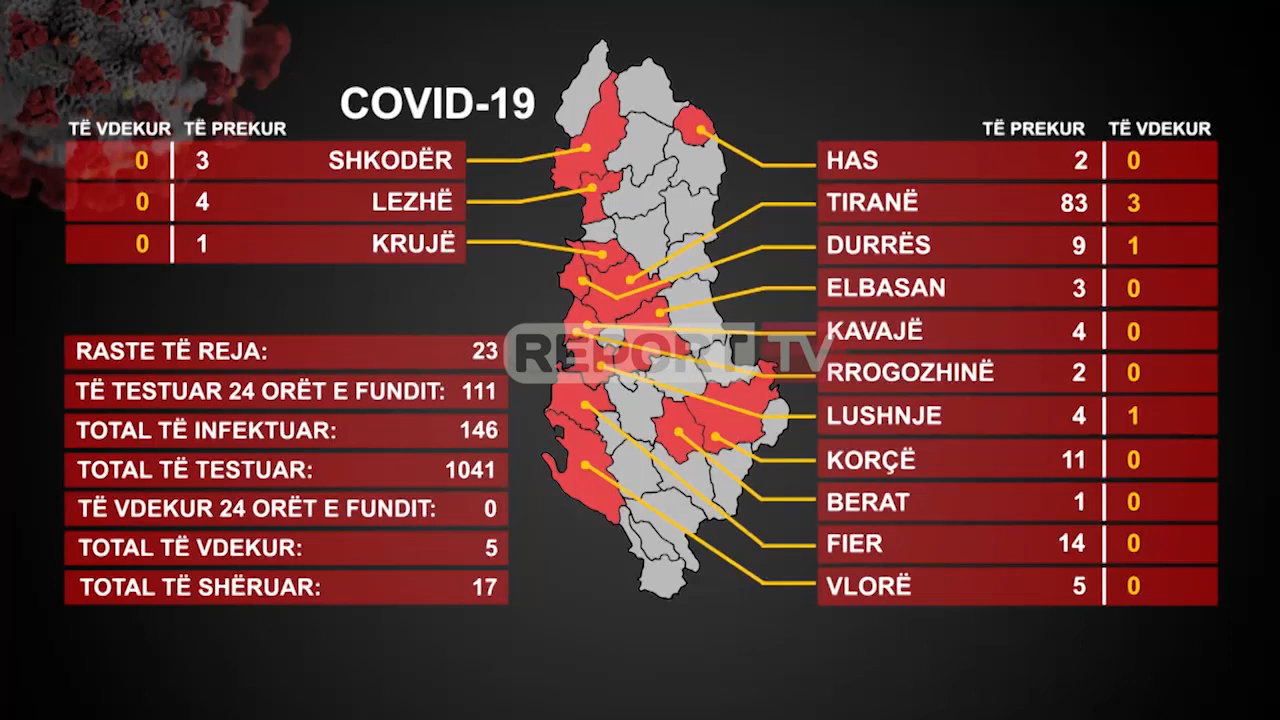 COVID-19
TË VDEKUR TË PREKUR
0 3 SHKODËR
0 4 LEZHË
0 1 KRUJË
RASTE TË REJA: 23
TË TESTUAR 24 ORËT E FUNDIT: 111
TOTAL TË INFEKTUAR: 146
TOTAL TË TESTUAR: 1041
TË VDEKUR 24 ORËT E FUNDIT: 0
TOTAL TË VDEKUR: 5
TOTAL TË SHËRUAR: 17
REPORT TV
TË PREKUR TË VDEKUR
HAS 2 0
TIRANË 83 3
DURRËS 9 1
ELBASAN 3 0
KAVAJË 4 0
RROGOZHINË 2 0
LUSHNJE 4 1
KORÇË 11 0
BERAT 1 0
FIER 14 0
VLORË 5 0